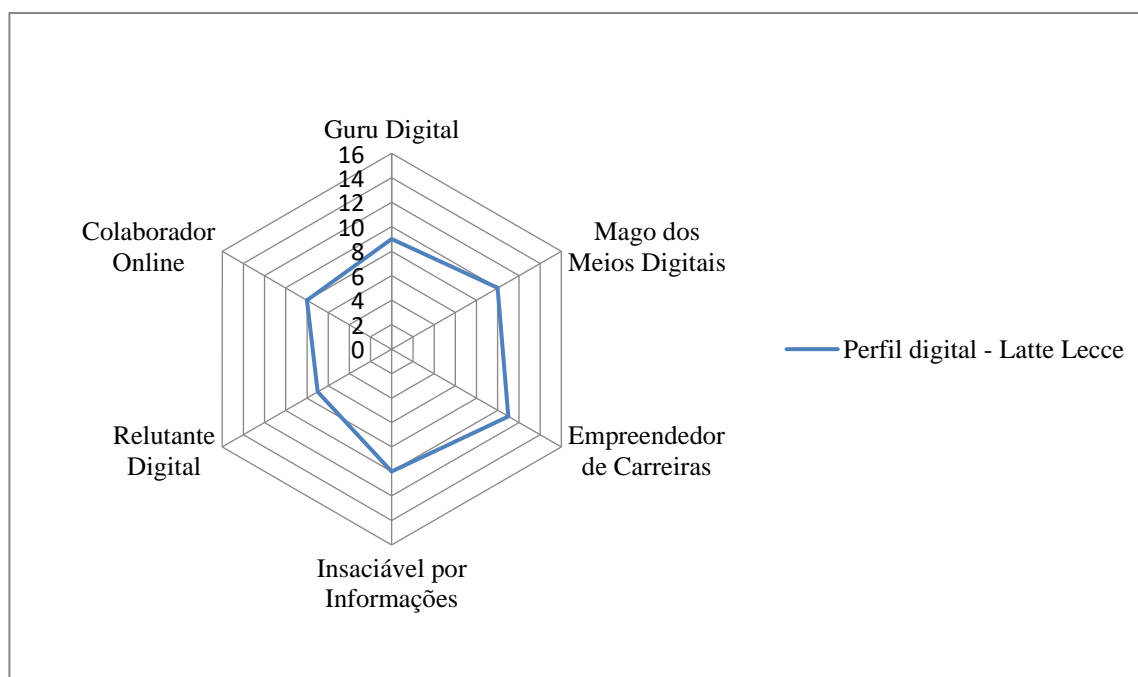 Guru Digital
16
14
12
10
8
6
4
2
0
Mago dos
Meios Digitais
Empreendedor
de Carreiras
Insaciável por
Informações
Relutante
Digital
Colaborador
Online
Perfil digital - Latte Lecce